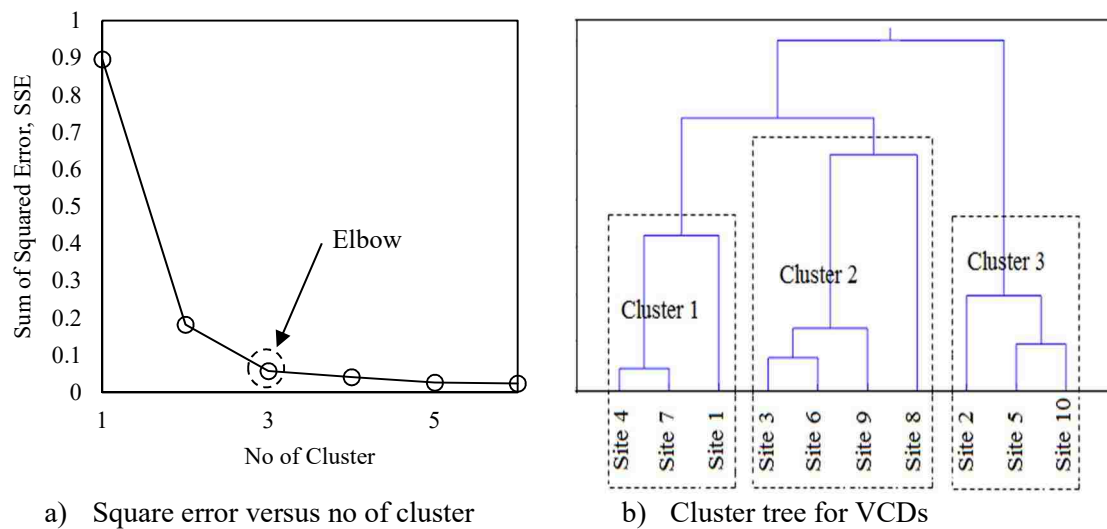 1
0.9
0.8
0.7
0.6
0.5
0.4
0.3
0.2
0.1
0
Sum of Squared Error, SSE
Elbow
1
3
5
No of Cluster
a) Square error versus no of cluster
Cluster 1
Cluster 2
Cluster 3
Site 4
Site 7
Site 1
Site 3
Site 6
Site 9
Site 8
Site 2
Site 5
Site 10
b) Cluster tree for VCDs